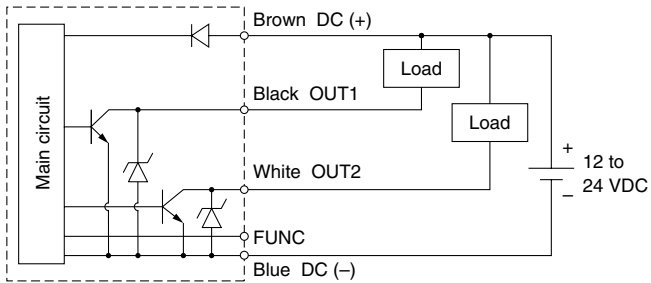 Brown DC (+)
Load
Black OUT1
Load
Main circuit
+
12 to
24 VDC
–
White OUT2
FUNC
Blue DC (–)